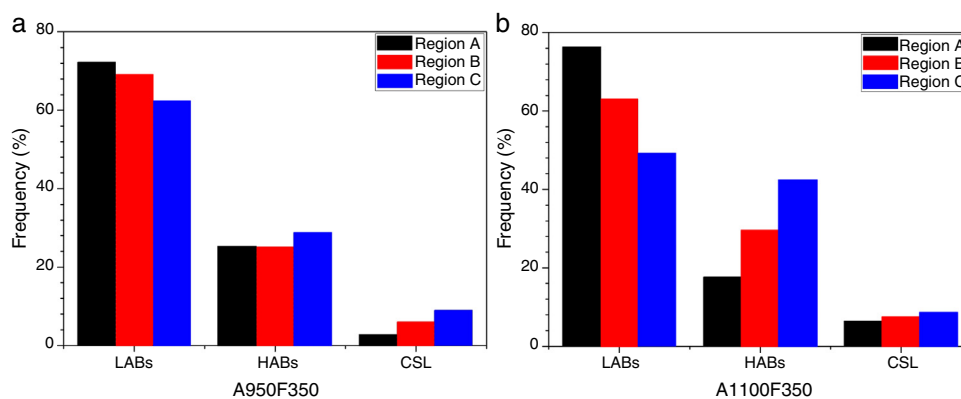 a
80
60
40
20
0
Frequency (%)
Region A
Region B
Region C
LABs HABs CSL
A950F350
b
80
60
40
20
0
Frequency (%)
Region A
Region B
Region C
LABs HABs CSL
A1100F350